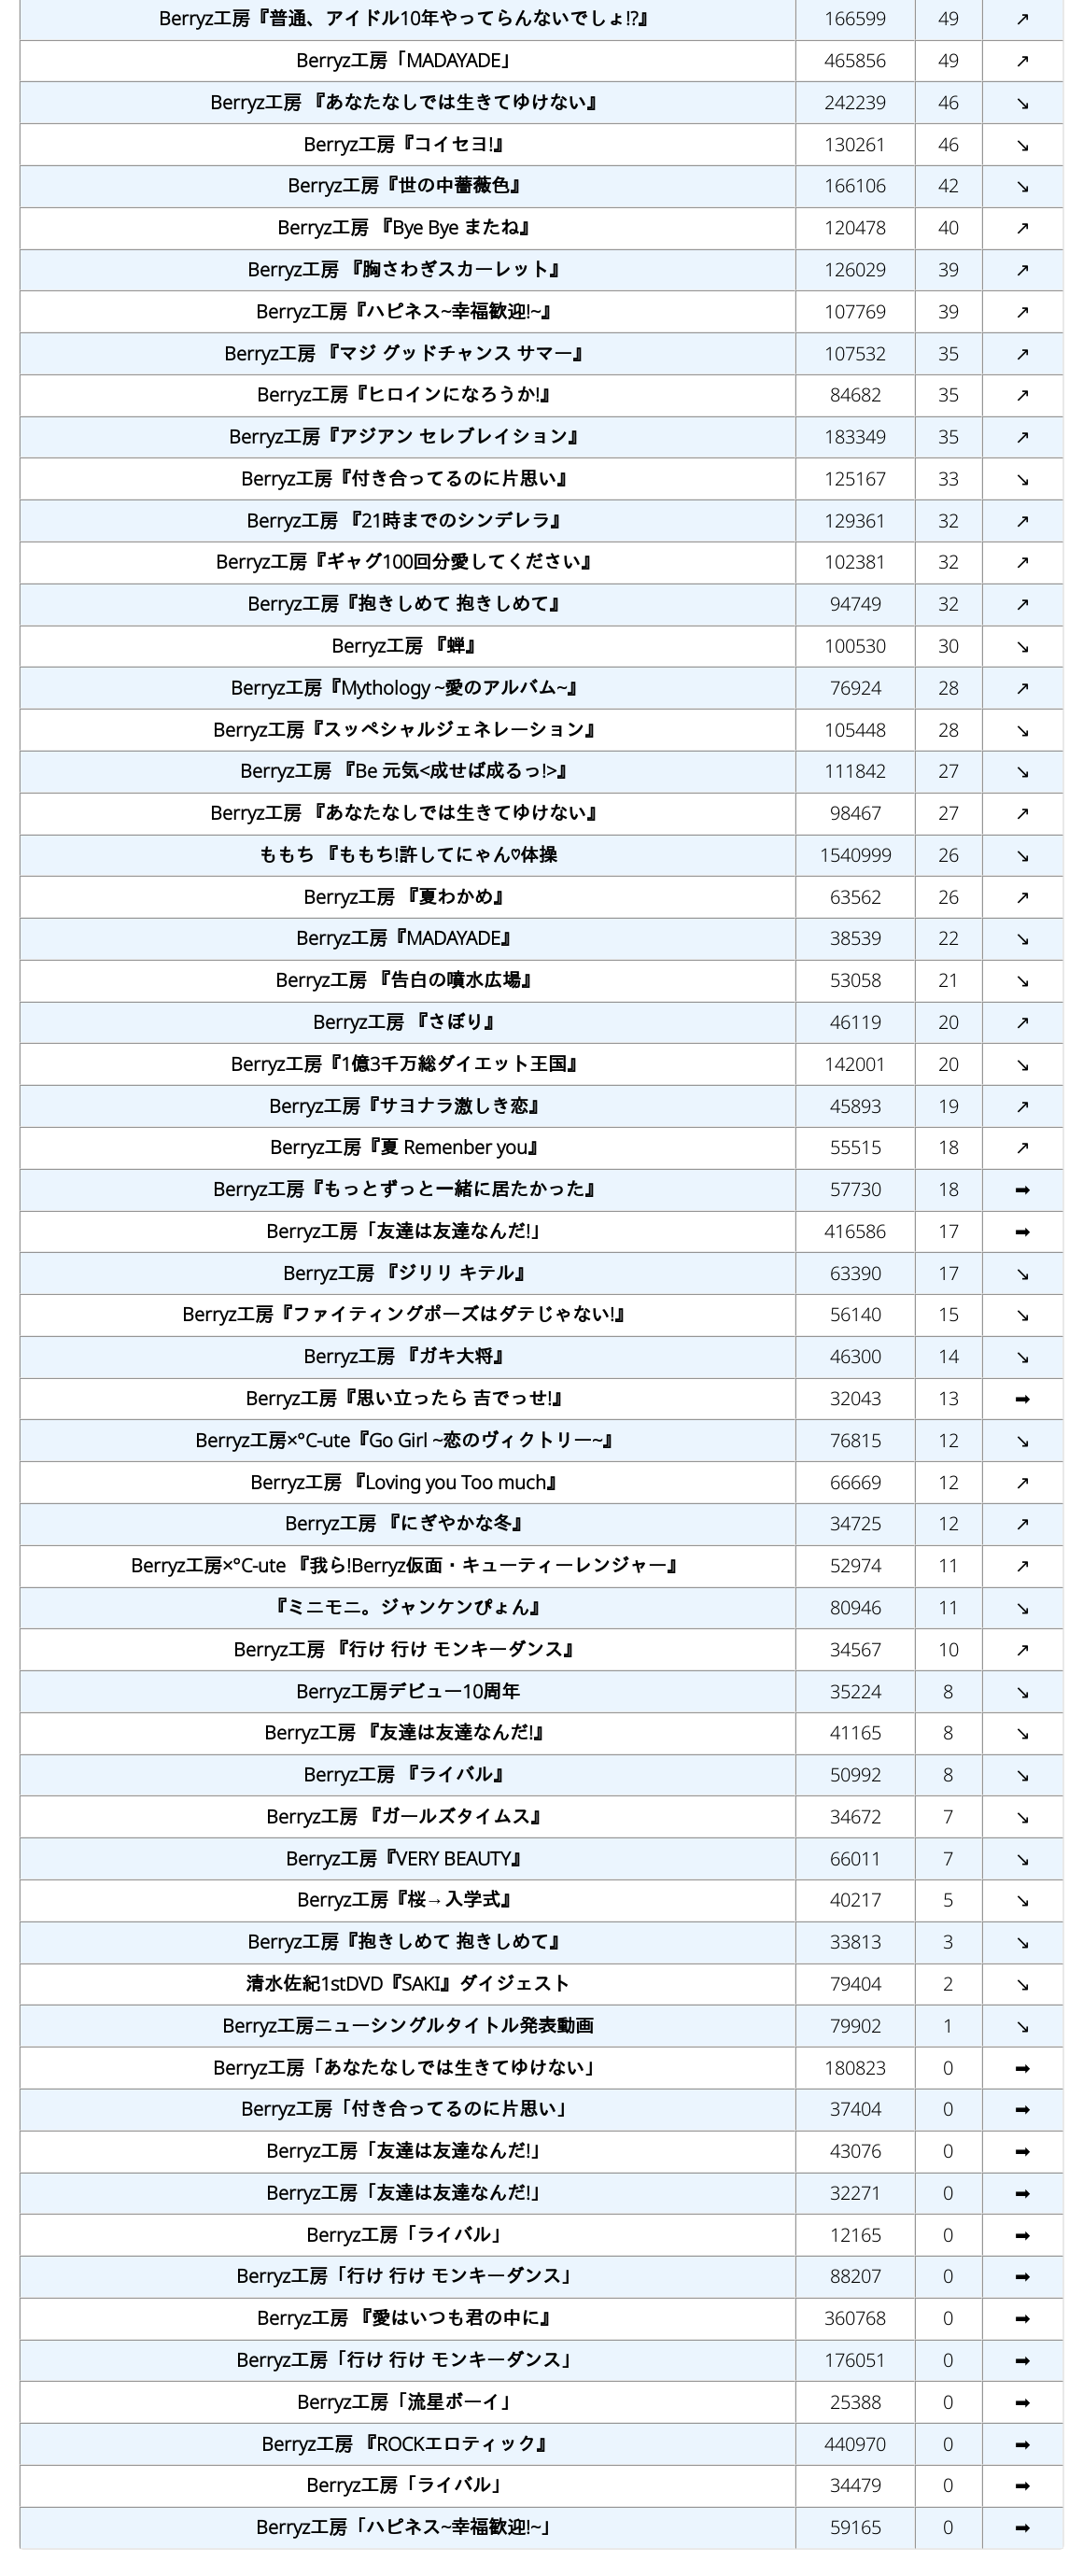 Berryz工房『普通、アイドル10年やってらんないでしょ!?』 166599 49 ↗
Berryz工房「MADAYADE」 465856 49 ↗
Berryz工房 『あなたなしでは生きてゆけない』 242239 46 ↘
Berryz工房『コイセヨ!』 130261 46 ↘
Berryz工房『世の中薔薇色』 166106 42 ↘
Berryz工房 『Bye Bye またね』 120478 40 ↗
Berryz工房 『胸さわぎスカーレット』 126029 39 ↗
Berryz工房『ハピネス~幸福歓迎!~』 107769 39 ↗
Berryz工房 『マジ グッドチャンス サマー』 107532 35 ↗
Berryz工房『ヒロインになろうか!』 84682 35 ↗
Berryz工房『アジアン セレブレイション』 183349 35 ↗
Berryz工房『付き合ってるのに片思い』 125167 33 ↘
Berryz工房 『21時までのシンデレラ』 129361 32 ↗
Berryz工房『ギャグ100回分愛してください』 102381 32 ↗
Berryz工房『抱きしめて 抱きしめて』 94749 32 ↗
Berryz工房 『蝉』 100530 30 ↘
Berryz工房『Mythology ~愛のアルバム~』 76924 28 ↗
Berryz工房『スッペシャルジェネレ～ション』 105448 28 ↘
Berryz工房 『Be 元気<成せば成るっ!>』 111842 27 ↘
Berryz工房 『あなたなしでは生きてゆけない』 98467 27 ↗
ももち 『ももち!許してにゃん♡体操 1540999 26 ↘
Berryz工房 『夏わかめ』 63562 26 ↗
Berryz工房『MADAYADE』 38539 22 ↘
Berryz工房 『告白の噴水広場』 53058 21 ↘
Berryz工房 『さぼり』 46119 20 ↗
Berryz工房『1億3千万総ダイエット王国』 142001 20 ↘
Berryz工房『サヨナラ激しき恋』 45893 19 ↗
Berryz工房『夏 Remenber you』 55515 18 ↗
Berryz工房『もっとずっと一緒に居たかった』 57730 18 ➡
Berryz工房「友達は友達なんだ!」 416586 17 ➡
Berryz工房 『ジリリ キテル』 63390 17 ↘
Berryz工房『ファイティングポーズはダテじゃない!』 56140 15 ↘
Berryz工房 『ガキ大将』 46300 14 ↘
Berryz工房『思い立ったら 吉でっせ!』 32043 13 ➡
Berryz工房×°C-ute『Go Girl ~恋のヴィクトリー~』 76815 12 ↘
Berryz工房 『Loving you Too much』 66669 12 ↗
Berryz工房 『にぎやかな冬』 34725 12 ↗
Berryz工房×°C-ute 『我ら!Berryz仮面・キューティーレンジャー』 52974 11 ↗
『ミニモニ。ジャンケンぴょん』 80946 11 ↘
Berryz工房 『行け 行け モンキーダンス』 34567 10 ↗
Berryz工房デビュー10周年 35224 8 ↘
Berryz工房 『友達は友達なんだ!』 41165 8 ↘
Berryz工房 『ライバル』 50992 8 ↘
Berryz工房 『ガールズタイムス』 34672 7 ↘
Berryz工房『VERY BEAUTY』 66011 7 ↘
Berryz工房『桜→入学式』 40217 5 ↘
Berryz工房『抱きしめて 抱きしめて』 33813 3 ↘
清水佐紀1stDVD『SAKI』ダイジェスト 79404 2 ↘
Berryz工房ニューシングルタイトル発表動画 79902 1 ↘
Berryz工房「あなたなしでは生きてゆけない」 180823 0 ➡
Berryz工房「付き合ってるのに片思い」 37404 0 ➡
Berryz工房「友達は友達なんだ!」 43076 0 ➡
Berryz工房「友達は友達なんだ!」 32271 0 ➡
Berryz工房「ライバル」 12165 0 ➡
Berryz工房「行け 行け モンキーダンス」 88207 0 ➡
Berryz工房 『愛はいつも君の中に』 360768 0 ➡
Berryz工房「行け 行け モンキーダンス」 176051 0 ➡
Berryz工房「流星ボーイ」 25388 0 ➡
Berryz工房 『ROCKエロティック』 440970 0 ➡
Berryz工房「ライバル」 34479 0 ➡
Berryz工房「ハピネス~幸福歓迎!~」 59165 0 ➡